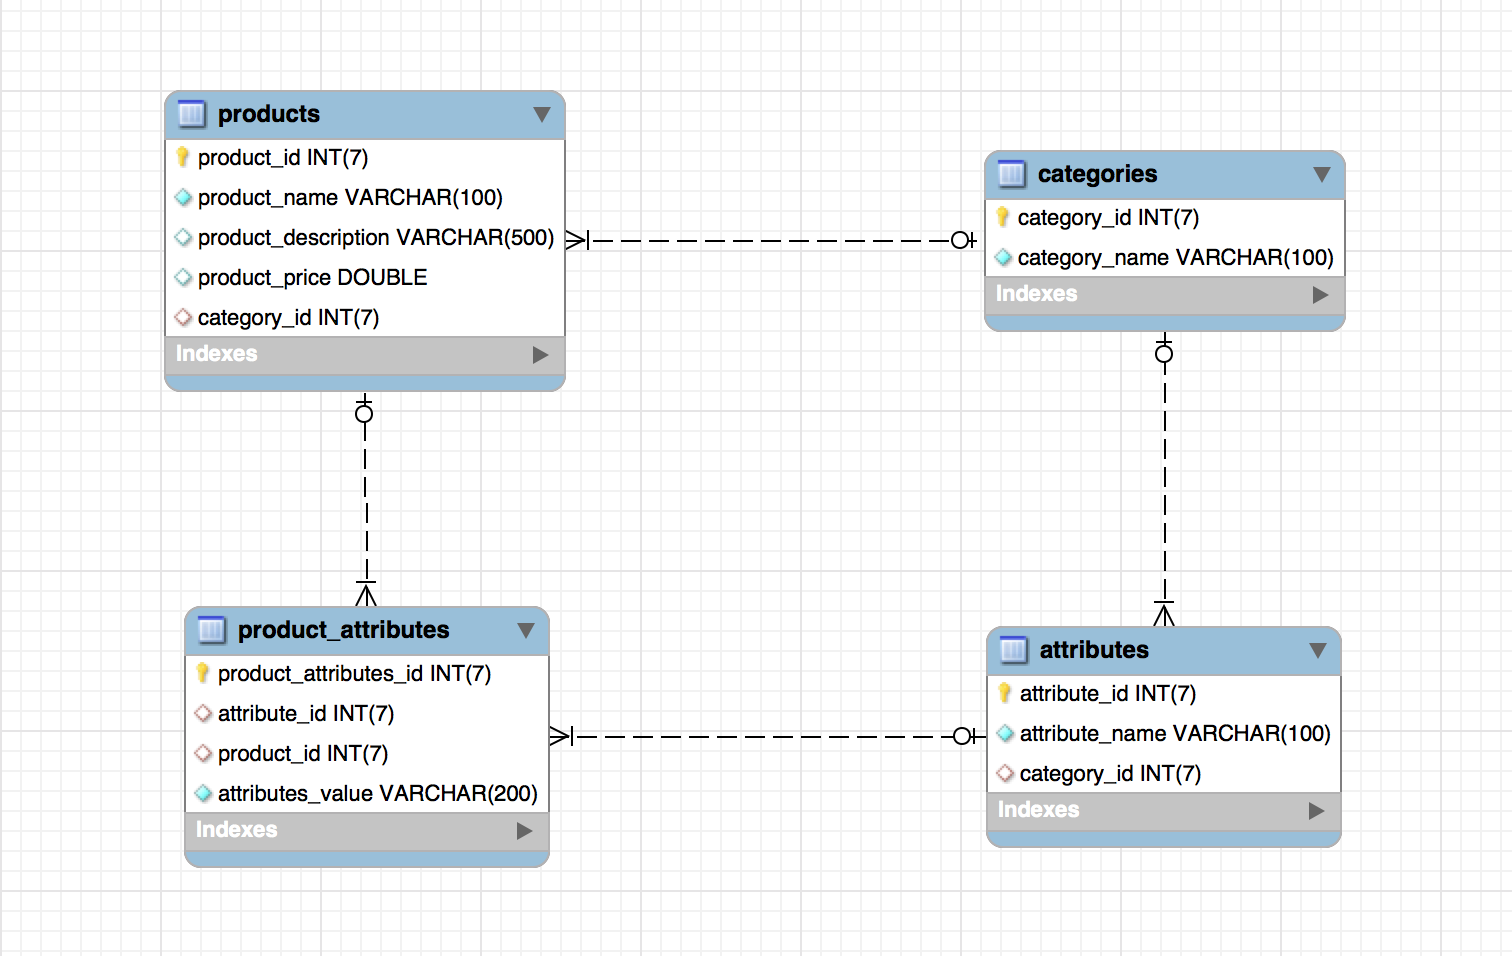 products
product_id INT(7)
product_name VARCHAR(100)
product_description VARCHAR(500)
product_price DOUBLE
category_id INT(7)
Indexes
categories
category_id INT(7)
category_name VARCHAR(100)
Indexes
product_attributes
product_attributes_id INT(7)
attribute_id INT(7)
product_id INT(7)
attributes_value VARCHAR(200)
Indexes
attributes
attribute_id INT(7)
attribute_name VARCHAR(100)
category_id INT(7)
Indexes